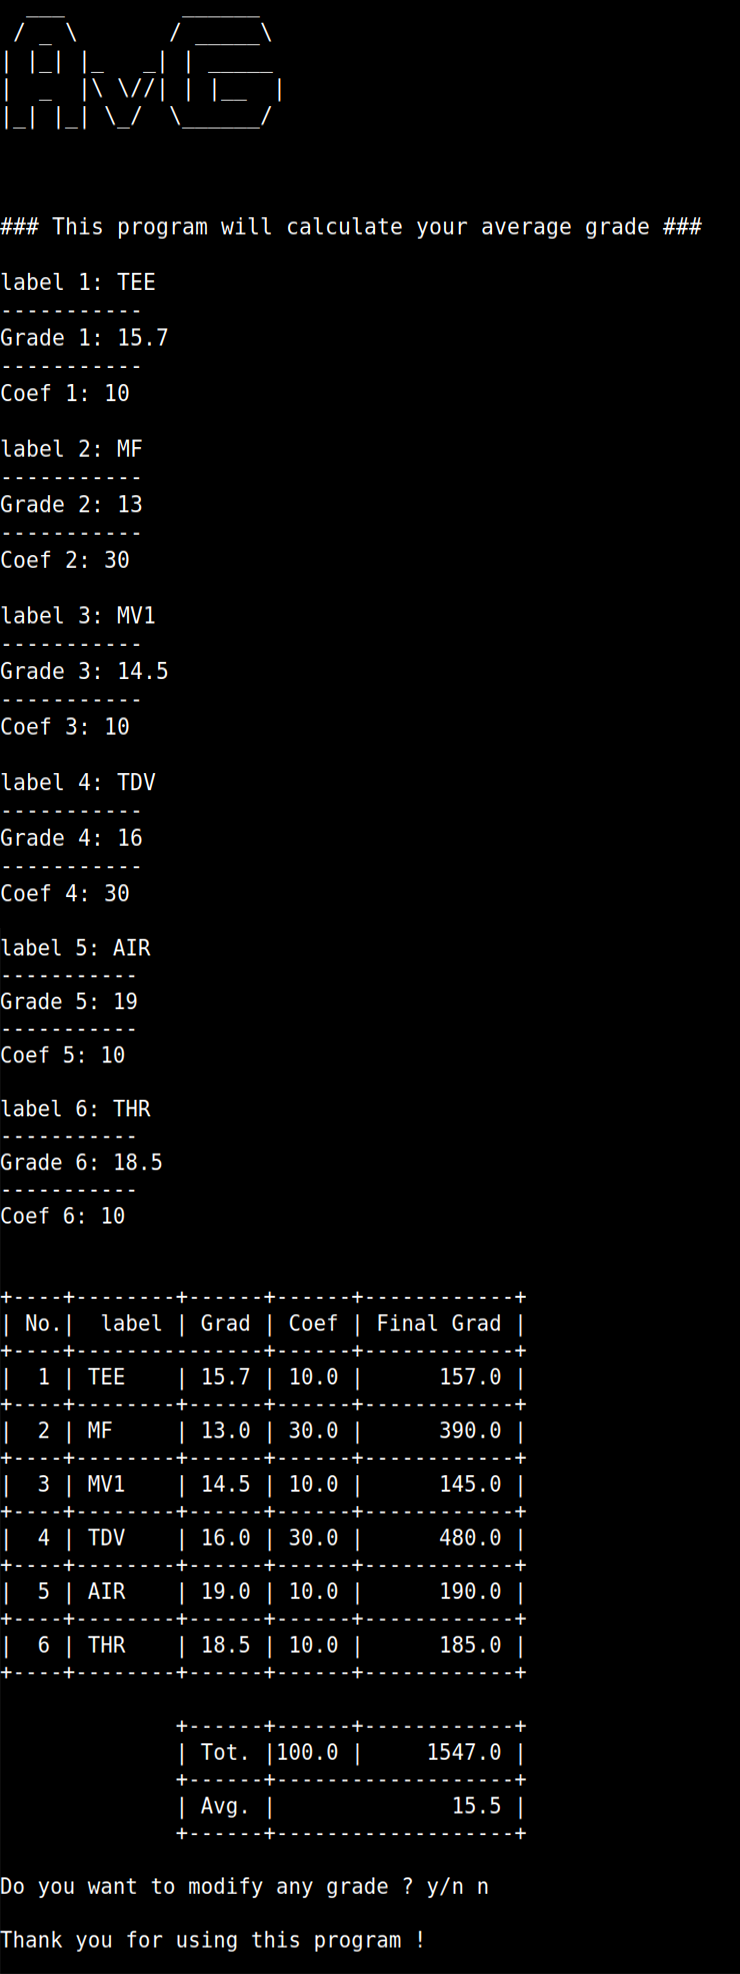 ___         ______
 / _ \       / _____\
| |_| |_   _| | _____
|  _  |\ \//| | |__  |
|_| |_| \_/  \______/
### This program will calculate your average grade ###
label 1: TEE
-----------
Grade 1: 15.7
-----------
Coef 1: 10
label 2: MF
-----------
Grade 2: 13
-----------
Coef 2: 30
label 3: MV1
-----------
Grade 3: 14.5
-----------
Coef 3: 10
label 4: TDV
-----------
Grade 4: 16
-----------
Coef 4: 30
label 5: AIR
-----------
Grade 5: 19
-----------
Coef 5: 10
label 6: THR
-----------
Grade 6: 18.5
-----------
Coef 6: 10
+----+--------+------+------+------------+
| No.|  label | Grad | Coef | Final Grad |
+----+---------------+------+------------+
|  1 | TEE    | 15.7 | 10.0 |      157.0 |
+----+--------+------+------+------------+
|  2 | MF     | 13.0 | 30.0 |      390.0 |
+----+--------+------+------+------------+
|  3 | MV1    | 14.5 | 10.0 |      145.0 |
+----+--------+------+------+------------+
|  4 | TDV    | 16.0 | 30.0 |      480.0 |
+----+--------+------+------+------------+
|  5 | AIR    | 19.0 | 10.0 |      190.0 |
+----+--------+------+------+------------+
|  6 | THR    | 18.5 | 10.0 |      185.0 |
+----+--------+------+------+------------+
              +------+------+------------+
              | Tot. |100.0 |     1547.0 |
              +------+-------------------+
              | Avg. |              15.5 |
              +------+-------------------+
Do you want to modify any grade ? y/n n
Thank you for using this program !